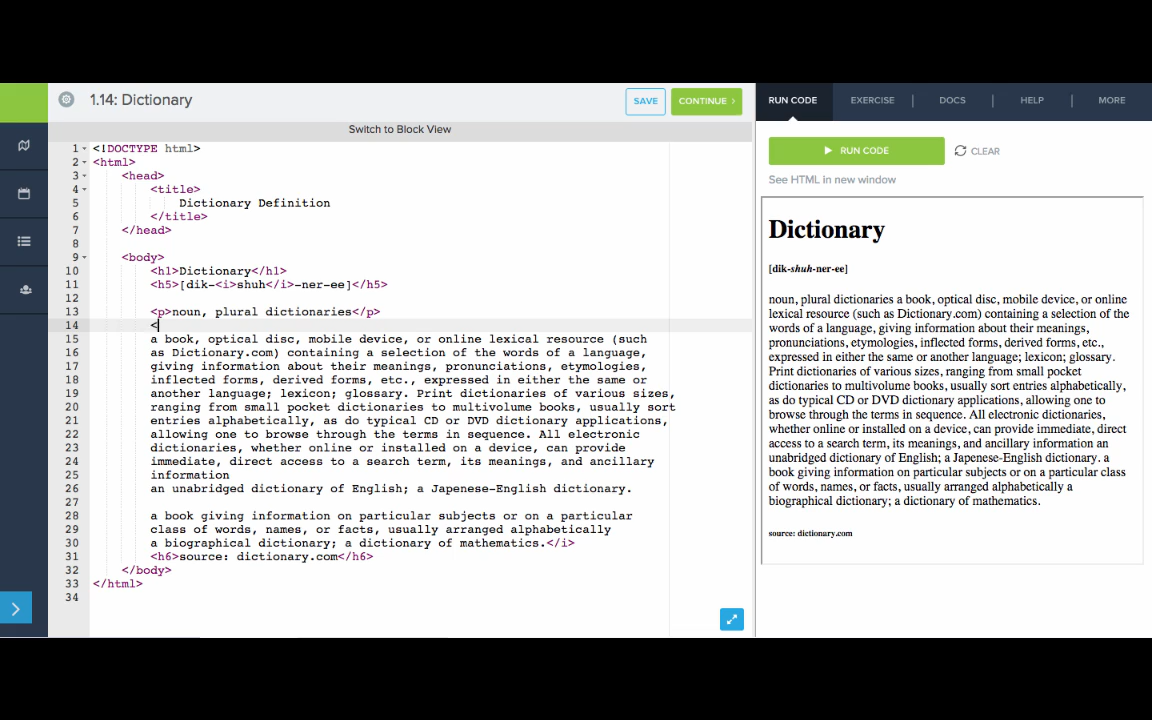 1.14: Dictionary
SAVE
CONTINUE >
RUN CODE
EXERCISE
DOCS
HELP
MORE
Switch to Block View
1 <!DOCTYPE html>
2 <html>
3 <head>
4 <title>
5 Dictionary Definition
6 </title>
7 </head>
8
9 <body>
10 <h1>Dictionary</h1>
11 <h5>[dik-<i>shuh</i>-ner-ee]</h5>
12
13 <p>noun, plural dictionaries</p>
14 <
15 a book, optical disc, mobile device, or online lexical resource (such
16 as Dictionary.com) containing a selection of the words of a language,
17 giving information about their meanings, pronunciations, etymologies,
18 inflected forms, derived forms, etc., expressed in either the same or
19 another language; lexicon; glossary. Print dictionaries of various sizes,
20 ranging from small pocket dictionaries to multivolume books, usually sort
21 entries alphabetically, as do typical CD or DVD dictionary applications,
22 allowing one to browse through the terms in sequence. All electronic
23 dictionaries, whether online or installed on a device, can provide
24 immediate, direct access to a search term, its meanings, and ancillary
25 information
26 an unabridged dictionary of English; a Japenese-English dictionary.
27
28 a book giving information on particular subjects or on a particular
29 class of words, names, or facts, usually arranged alphabetically
30 a biographical dictionary; a dictionary of mathematics.</i>
31 <h6>source: dictionary.com</h6>
32 </body>
33 </html>
34
RUN CODE
CLEAR
See HTML in new window
Dictionary
[dik-shuh-ner-ee]
noun, plural dictionaries a book, optical disc, mobile device, or online
lexical resource (such as Dictionary.com) containing a selection of the
words of a language, giving information about their meanings,
pronunciations, etymologies, inflected forms, derived forms, etc.,
expressed in either the same or another language; lexicon; glossary.
Print dictionaries of various sizes, ranging from small pocket
dictionaries to multivolume books, usually sort entries alphabetically,
as do typical CD or DVD dictionary applications, allowing one to
browse through the terms in sequence. All electronic dictionaries,
whether online or installed on a device, can provide immediate, direct
access to a search term, its meanings, and ancillary information an
unabridged dictionary of English; a Japenese-English dictionary. a
book giving information on particular subjects or on a particular class
of words, names, or facts, usually arranged alphabetically a
biographical dictionary; a dictionary of mathematics.
source: dictionary.com